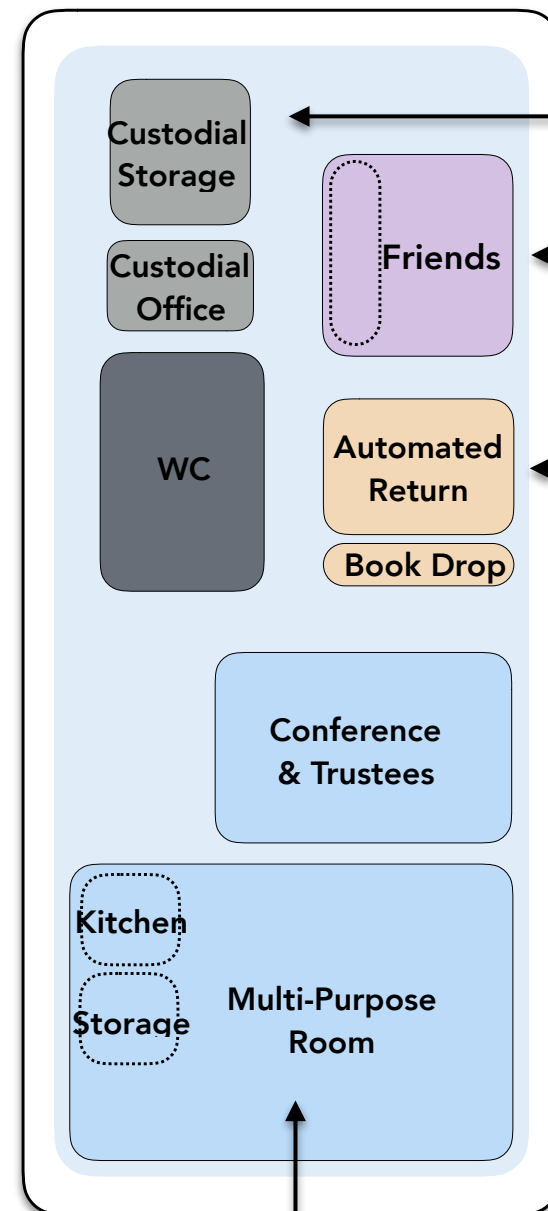 Custodial
Storage
Friends
Custodial
Office
WC
Automated
Return
Book Drop
Conference
& Trustees
Kitchen
Storage
Multi-Purpose
Room